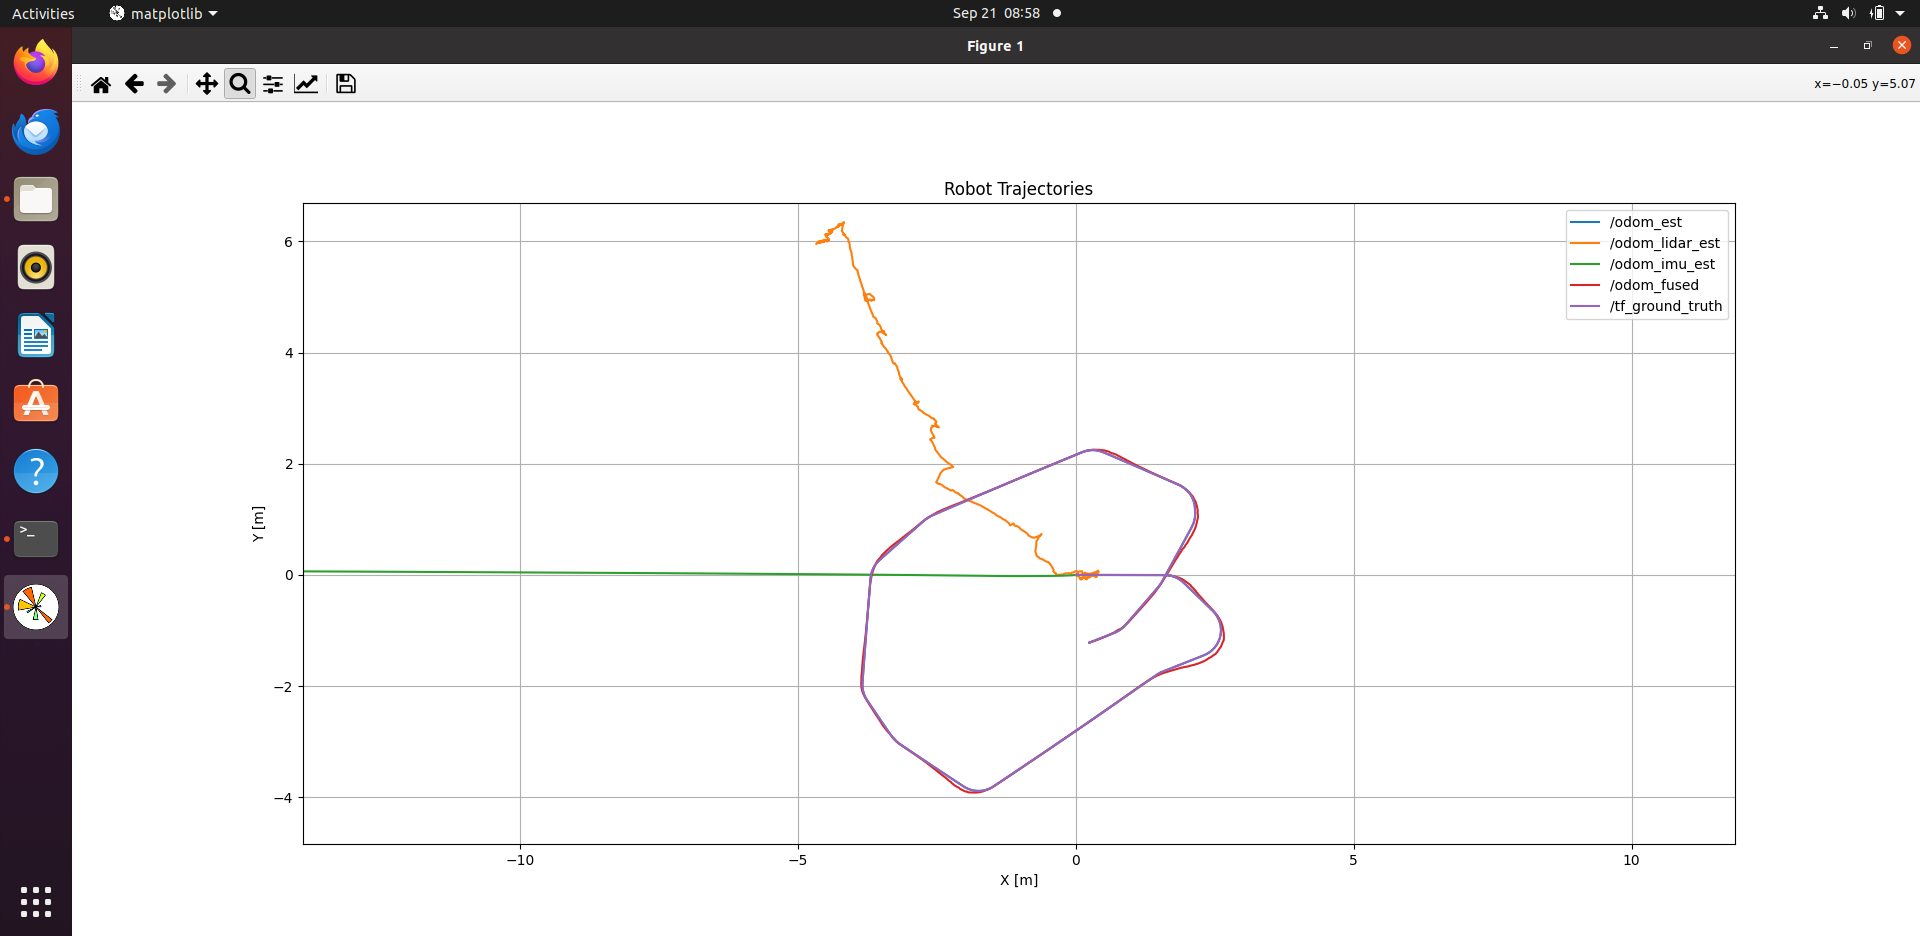 Activities
matplotlib
Sep 21 08:58
Figure 1
x=−0.05 y=5.07
Robot Trajectories
/odom_est
/odom_lidar_est
/odom_imu_est
/odom_fused
/tf_ground_truth
6
4
2
0
−2
−4
Y [m]
−10
−5
0
5
10
X [m]
>_
?